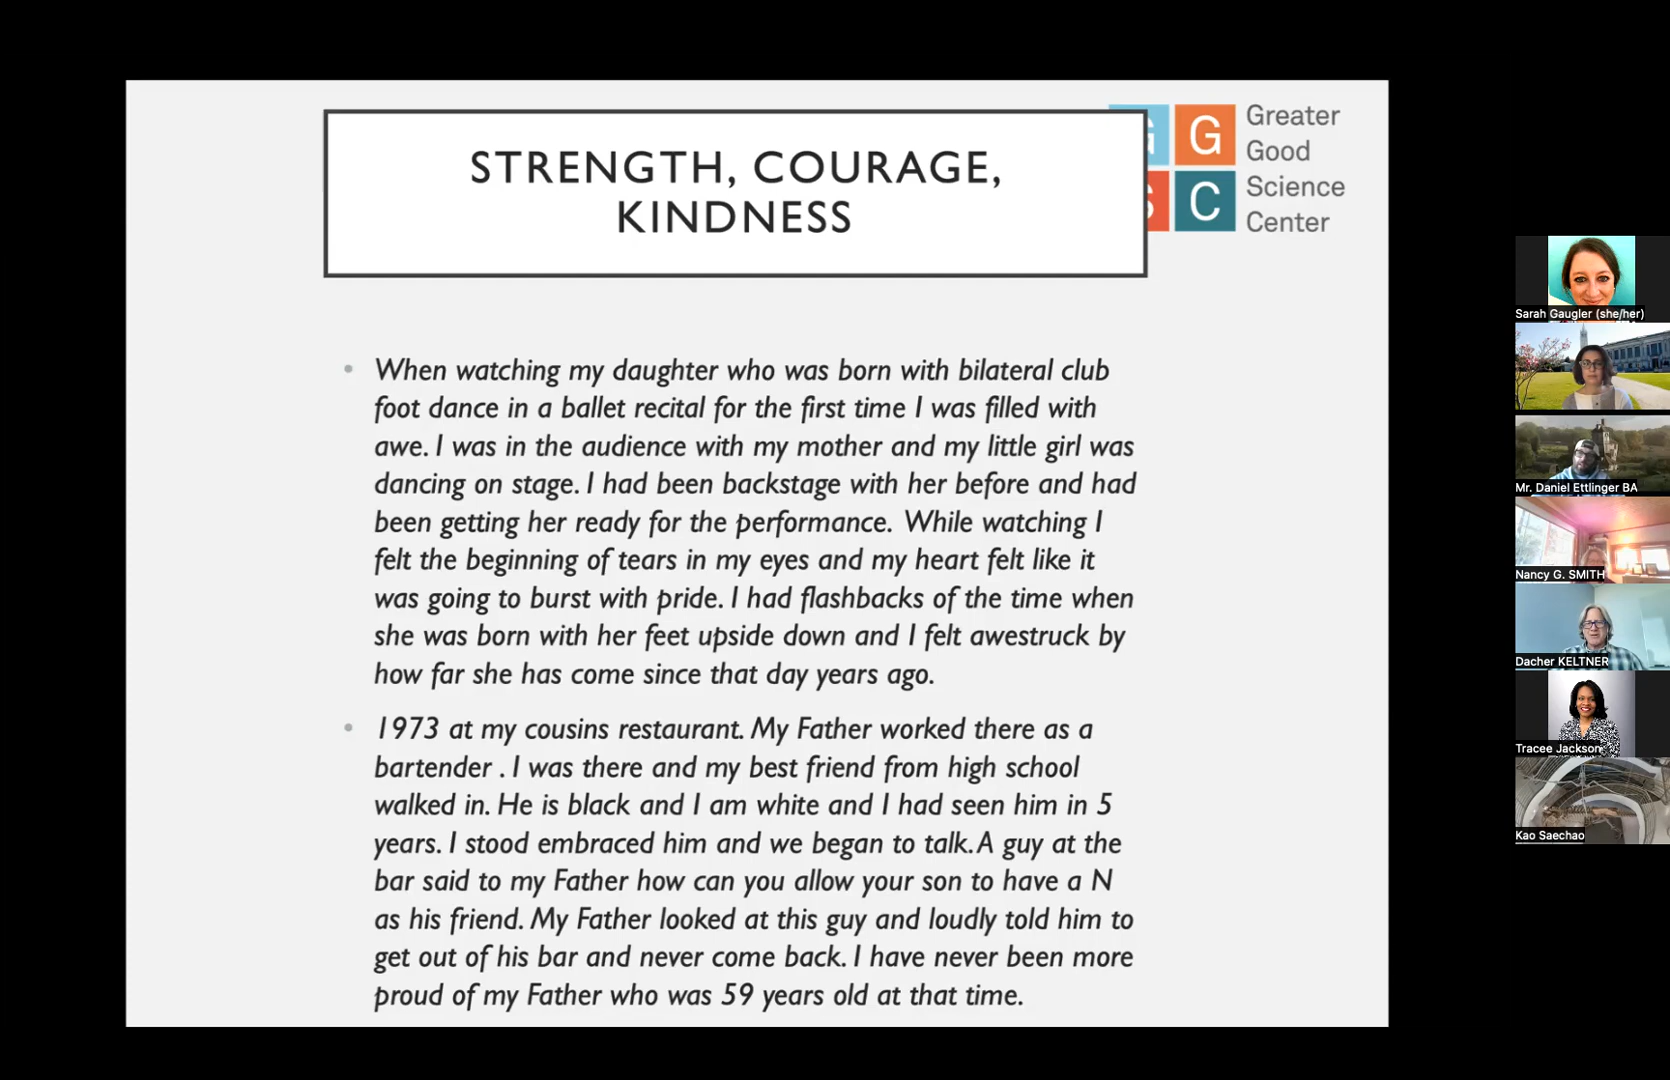 STRENGTH, COURAGE,
KINDNESS
G
C
Greater
Good
Science
Center
• When watching my daughter who was born with bilateral club
foot dance in a ballet recital for the first time I was filled with
awe. I was in the audience with my mother and my little girl was
dancing on stage. I had been backstage with her before and had
been getting her ready for the performance. While watching I
felt the beginning of tears in my eyes and my heart felt like it
was going to burst with pride. I had flashbacks of the time when
she was born with her feet upside down and I felt awestruck by
how far she has come since that day years ago.
• 1973 at my cousins restaurant. My Father worked there as a
bartender . I was there and my best friend from high school
walked in. He is black and I am white and I had seen him in 5
years. I stood embraced him and we began to talk. A guy at the
bar said to my Father how can you allow your son to have a N
as his friend. My Father looked at this guy and loudly told him to
get out of his bar and never come back. I have never been more
proud of my Father who was 59 years old at that time.
Sarah Gaugler (she/her)
Mr. Daniel Ettlinger BA
Nancy G. SMITH
Dacher KELTNER
Tracee Jackson
Kao Saechao